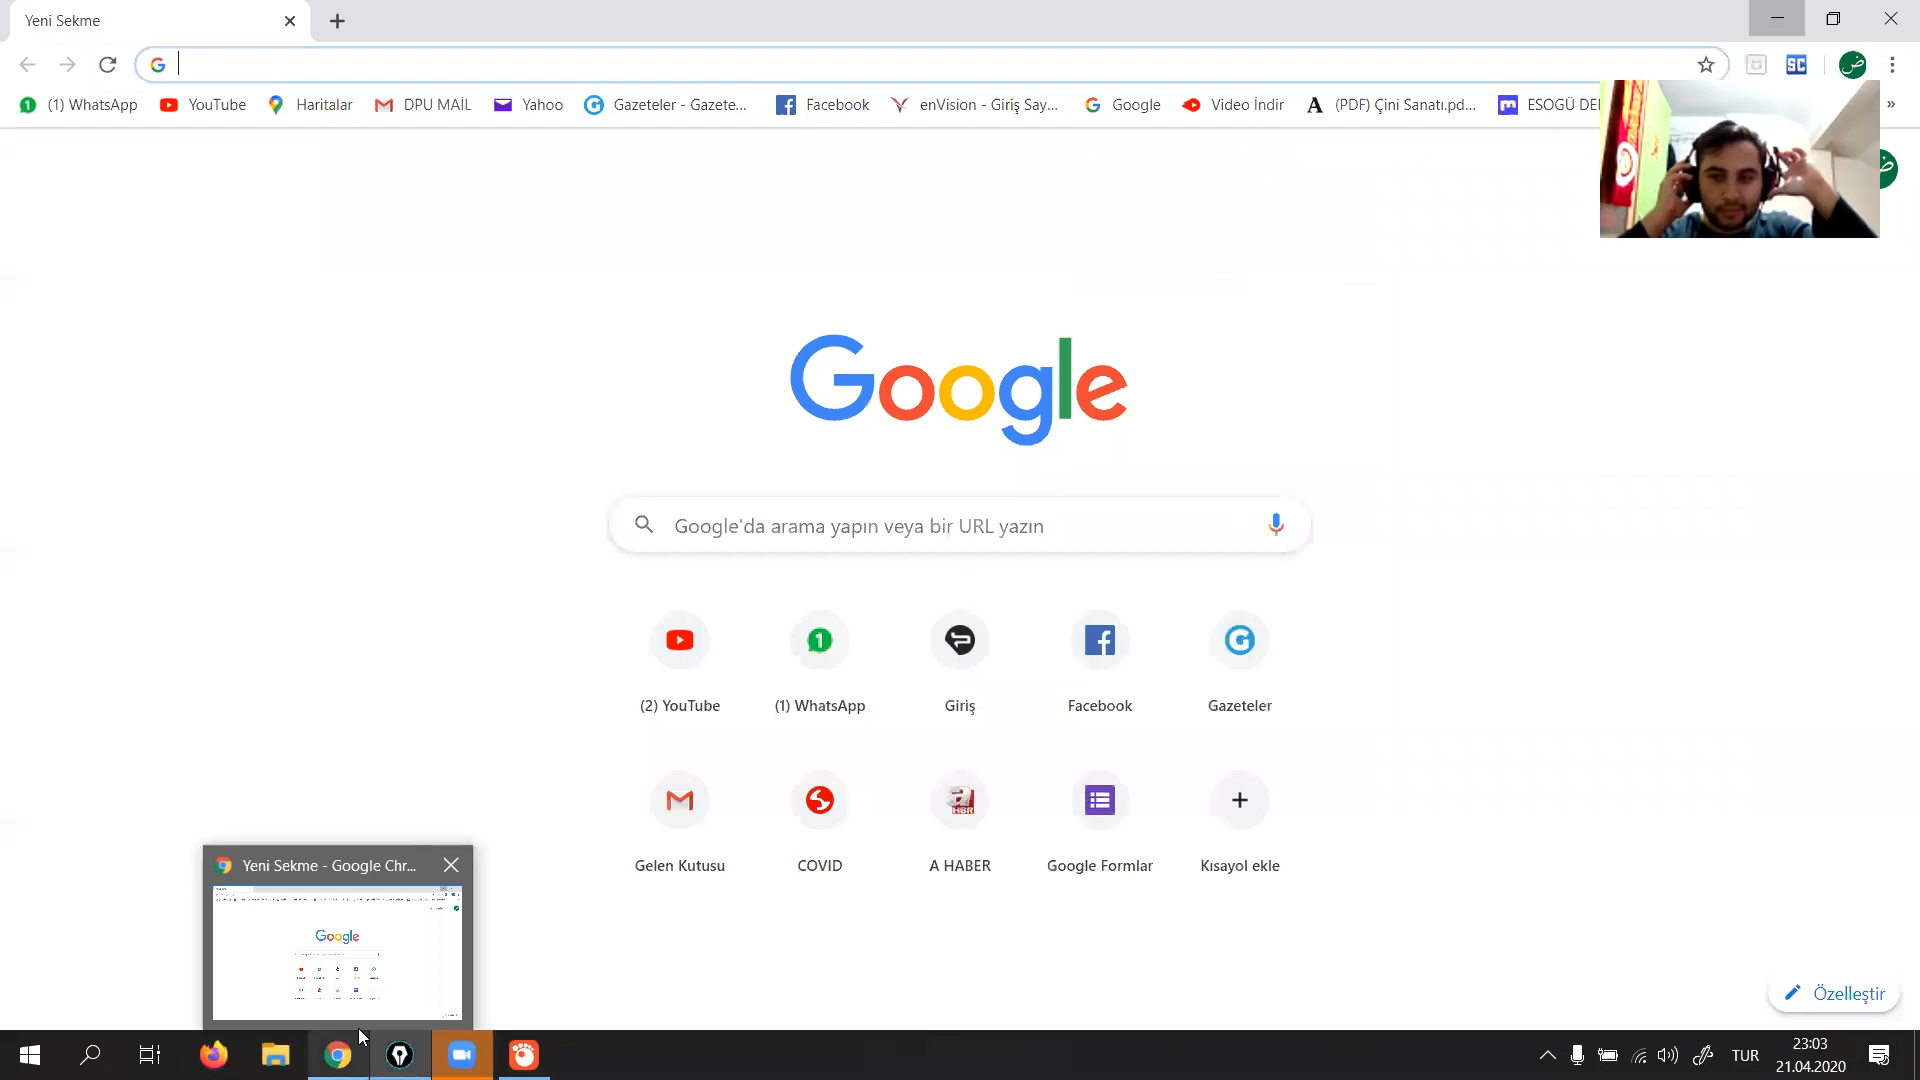 Yeni Sekme
(1) WhatsApp
YouTube
Haritalar
DPU MAİL
Yahoo
Gazeteler - Gazete...
Facebook
enVision - Giriş Say...
Google
Video İndir
(PDF) Çini Sanatı.pd...
ESOGÜ DE
SC
ض
Google
Google'da arama yapın veya bir URL yazın
(2) YouTube
(1) WhatsApp
Giriş
Facebook
Gazeteler
Gelen Kutusu
COVID
A HABER
Google Formlar
Kısayol ekle
Yeni Sekme - Google Chr...
Google
Özelleştir
TUR
23:03
21.04.2020